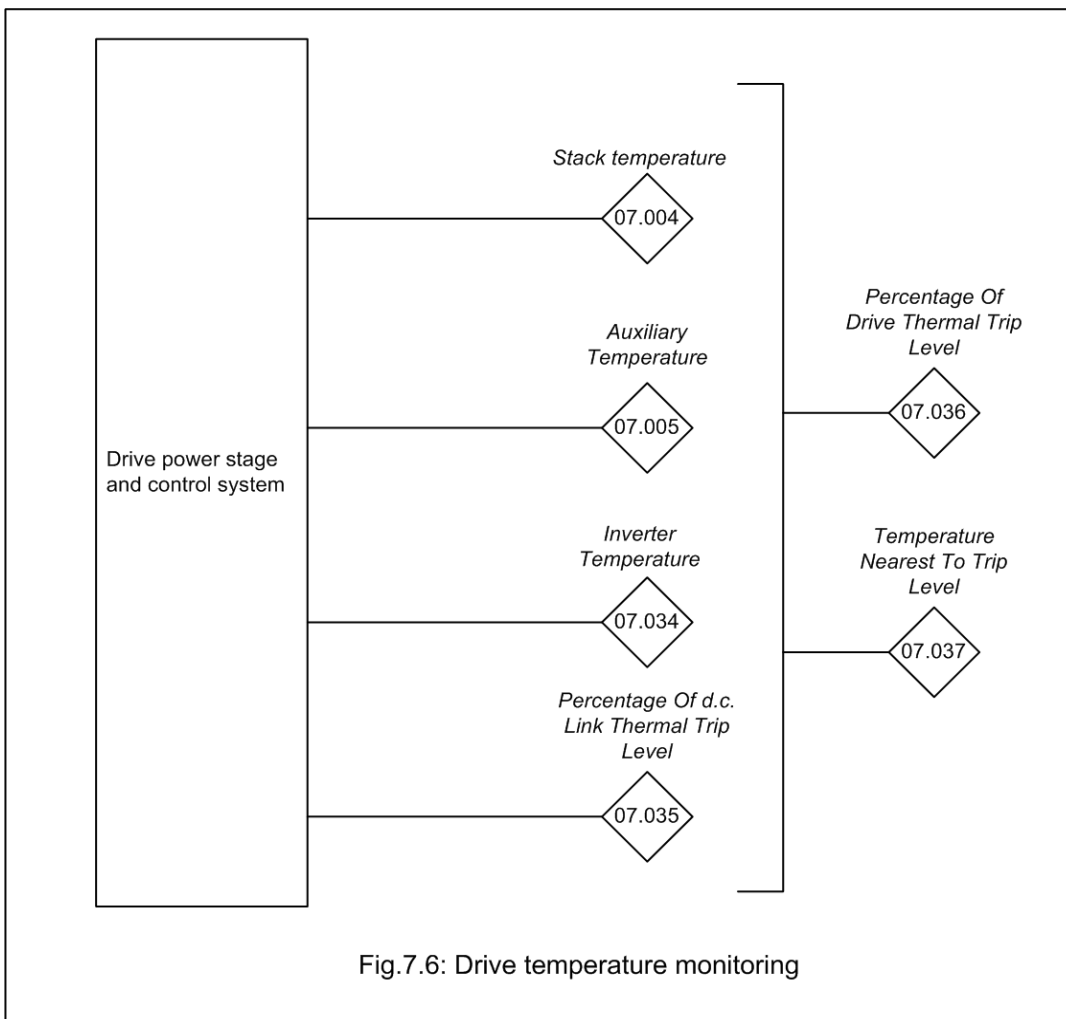 Stack temperature
07.004
Auxiliary
Temperature
07.005
Drive power stage
and control system
Inverter
Temperature
07.034
Percentage Of d.c.
Link Thermal Trip
Level
07.035
Percentage Of
Drive Thermal Trip
Level
07.036
Temperature
Nearest To Trip
Level
07.037
Fig.7.6: Drive temperature monitoring